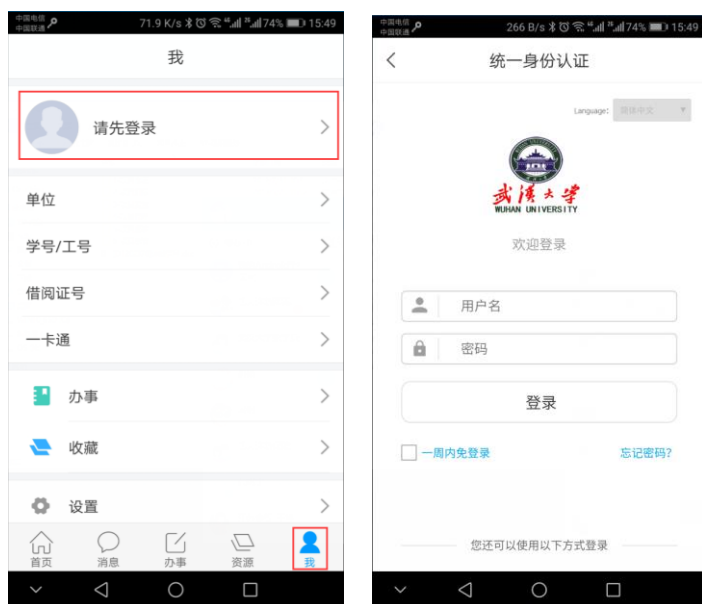 中国电信
中国联通
71.9 K/s 74% 15:49
我
请先登录
单位
学号/工号
借阅证号
一卡通
办事
收藏
设置
首页 消息 办事 资源 我
中国电信
中国联通
266 B/s 74% 15:49
统一身份认证
Language: 简体中文
武漢大学
WUHAN UNIVERSITY
欢迎登录
用户名
密码
登录
一周内免登录 忘记密码?
您还可以使用以下方式登录